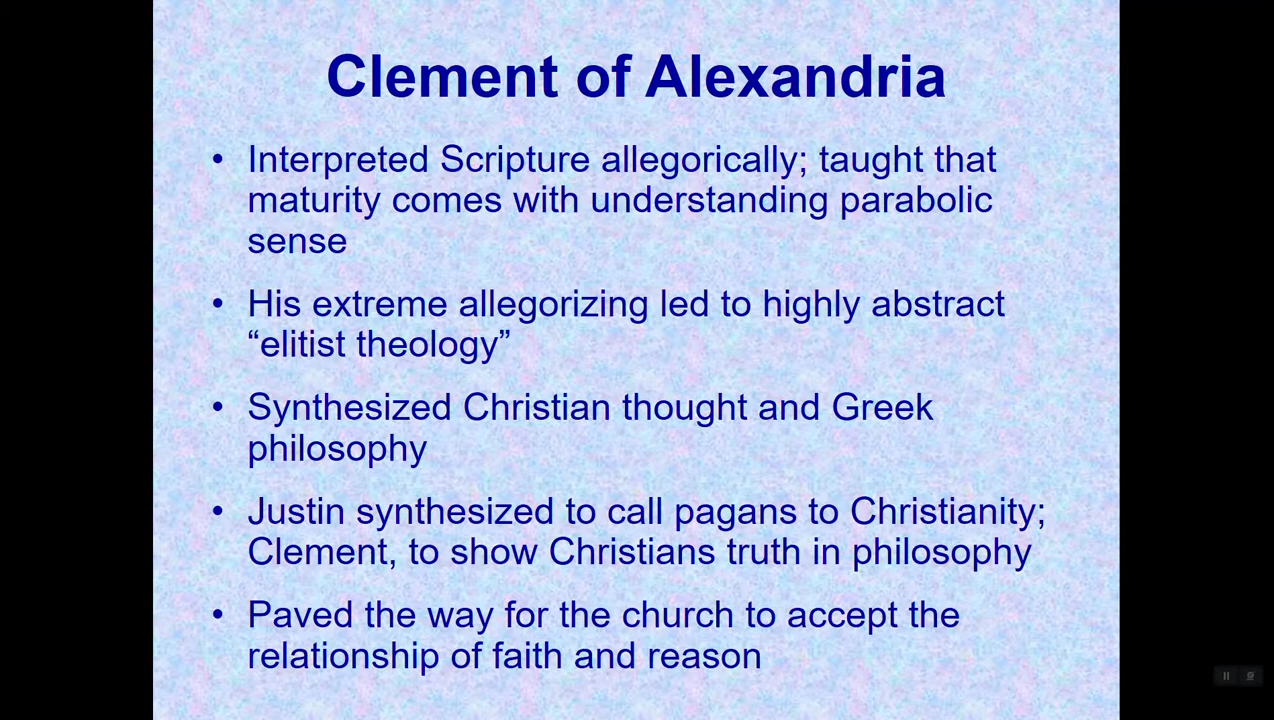 Clement of Alexandria
• Interpreted Scripture allegorically; taught that
maturity comes with understanding parabolic
sense
• His extreme allegorizing led to highly abstract
“elitist theology”
• Synthesized Christian thought and Greek
philosophy
• Justin synthesized to call pagans to Christianity;
Clement, to show Christians truth in philosophy
• Paved the way for the church to accept the
relationship of faith and reason